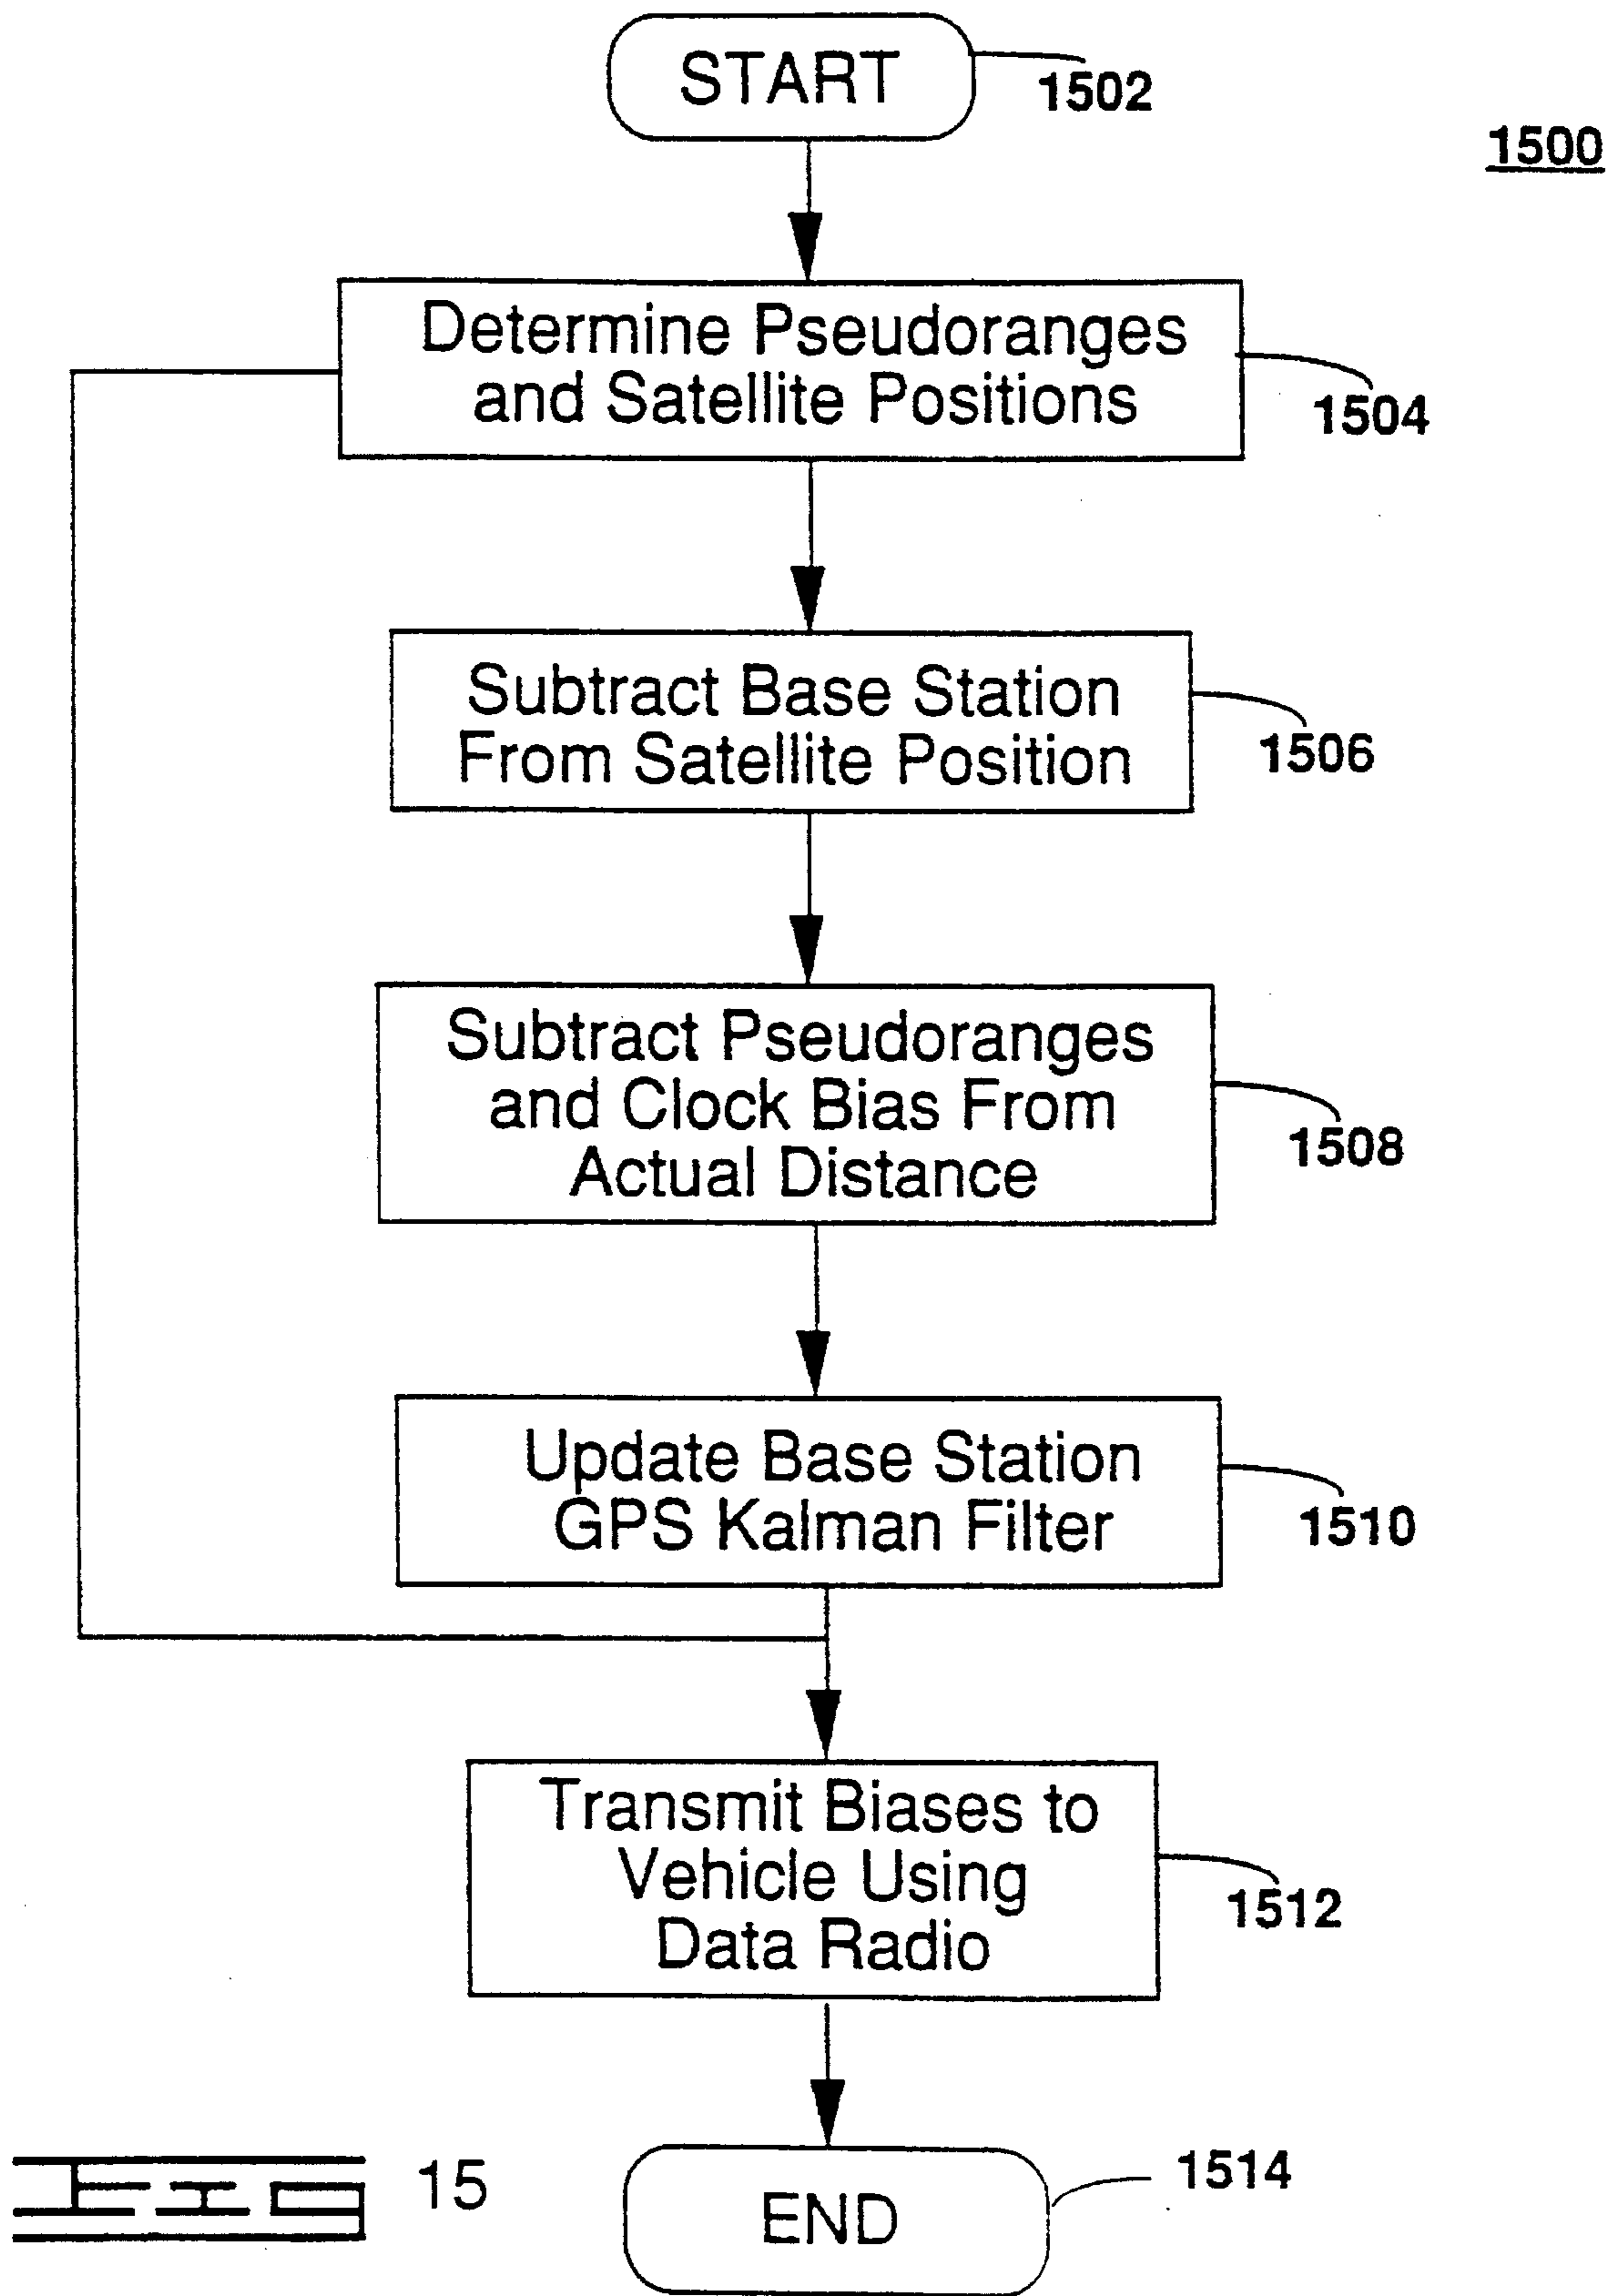 START
1502
1500
Determine Pseudoranges
and Satellite Positions
1504
Subtract Base Station
From Satellite Position
1506
Subtract Pseudoranges
and Clock Bias From
Actual Distance
1508
Update Base Station
GPS Kalman Filter
1510
Transmit Biases to
Vehicle Using
Data Radio
1512
END
1514
FIG 15